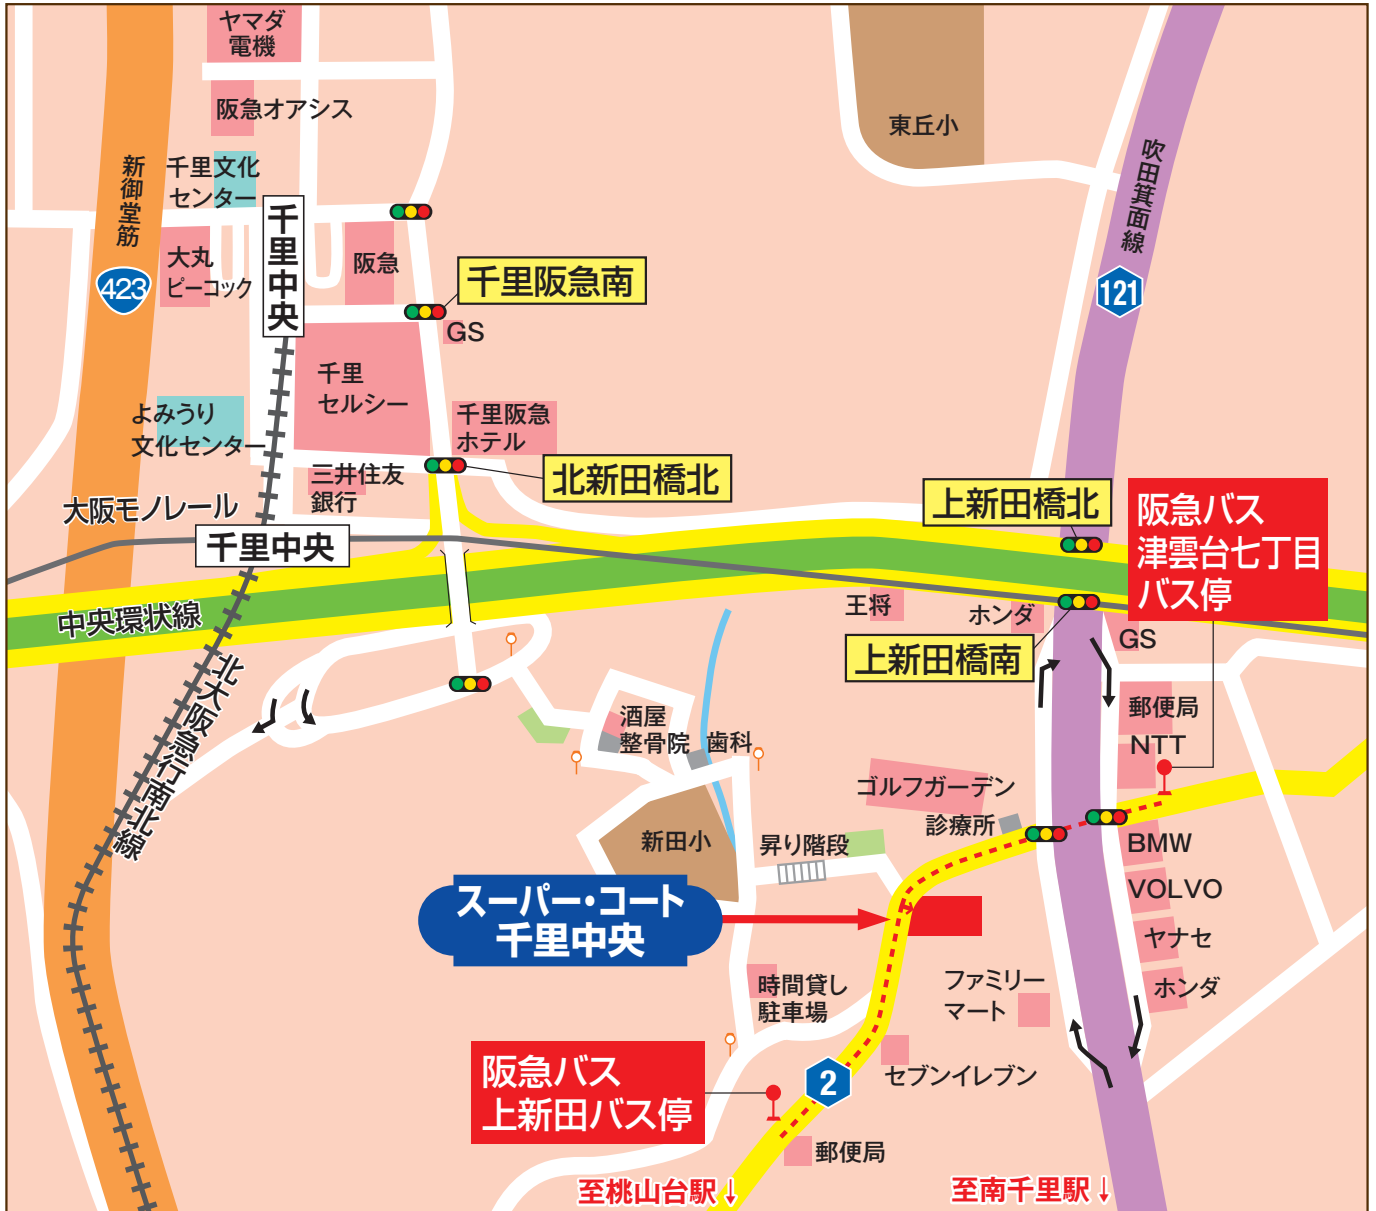 ヤマダ
電機
阪急オアシス
東丘小
新御堂筋
千里文化
センター
吹田箕面線
千里中央
大丸
ピーコック
阪急
千里阪急南
423
121
GS
千里
セルシー
よみうり
文化センター
千里阪急
ホテル
三井住友
銀行
北新田橋北
上新田橋北
阪急バス
津雲台七丁目
バス停
大阪モノレール
千里中央
中央環状線
王将
ホンダ
上新田橋南
GS
北大阪急行南北線
郵便局
NTT
酒屋
整骨院
歯科
ゴルフガーデン
診療所
新田小
昇り階段
BMW
VOLVO
ヤナセ
ホンダ
スーパー・コート
千里中央
時間貸し
駐車場
ファミリー
マート
セブンイレブン
阪急バス
上新田バス停
2
郵便局
至桃山台駅↓
至南千里駅↓